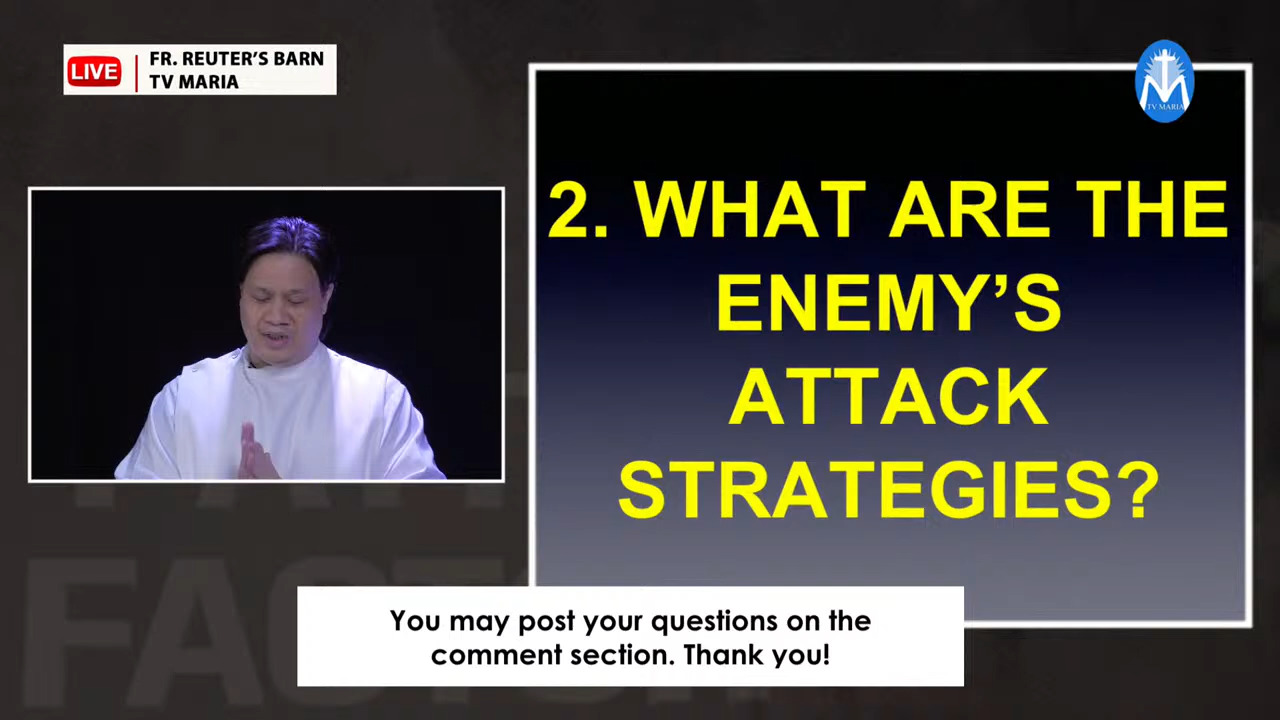 LIVE
FR. REUTER'S BARN
TV MARIA
TV MARIA
2. WHAT ARE THE
ENEMY'S
ATTACK
STRATEGIES?
FACTOR
You may post your questions on the
comment section. Thank you!